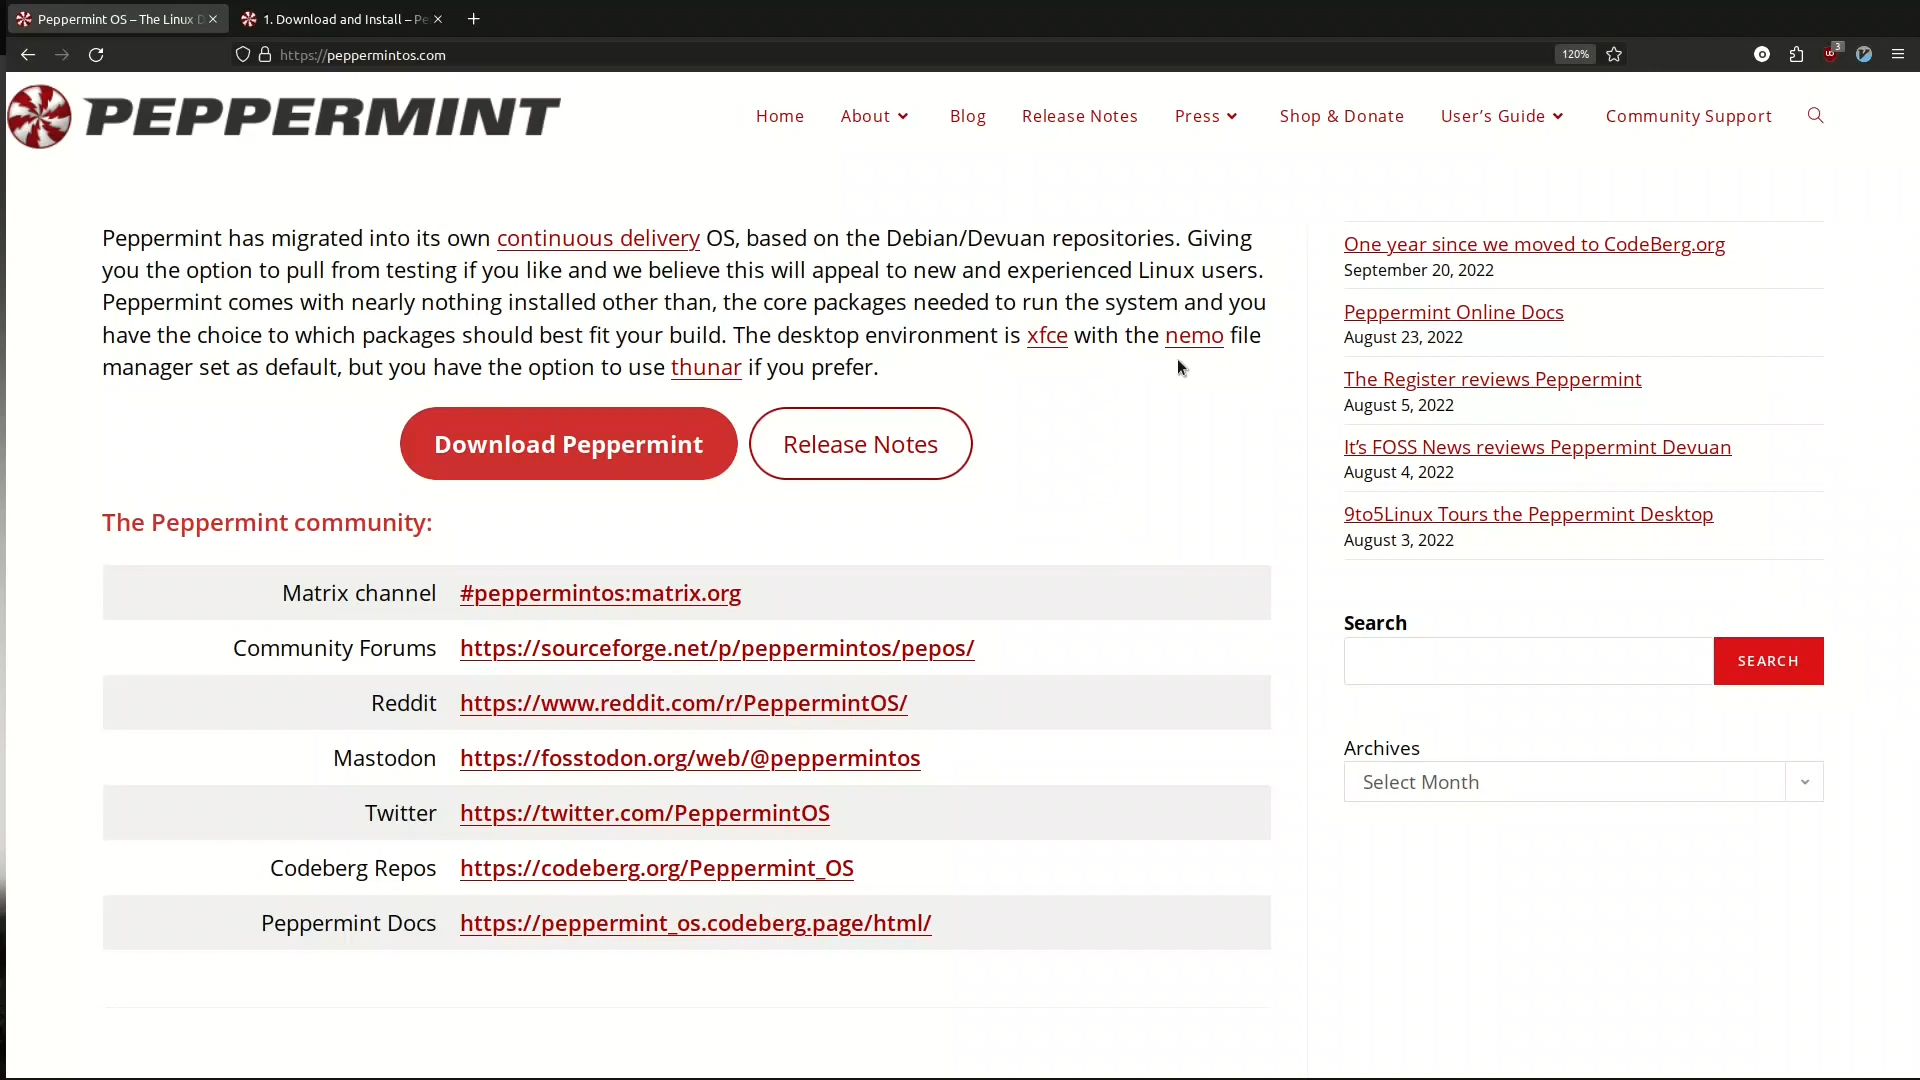 Peppermint OS – The Linux D
1. Download and Install – Pe
https://peppermintos.com
120%
3
PEPPERMINT
Home
About
Blog
Release Notes
Press
Shop & Donate
User’s Guide
Community Support
Peppermint has migrated into its own continuous delivery OS, based on the Debian/Devuan repositories. Giving
you the option to pull from testing if you like and we believe this will appeal to new and experienced Linux users.
Peppermint comes with nearly nothing installed other than, the core packages needed to run the system and you
have the choice to which packages should best fit your build. The desktop environment is xfce with the nemo file
manager set as default, but you have the option to use thunar if you prefer.
Download Peppermint
Release Notes
The Peppermint community:
Matrix channel #peppermintos:matrix.org
Community Forums https://sourceforge.net/p/peppermintos/pepos/
Reddit https://www.reddit.com/r/PeppermintOS/
Mastodon https://fosstodon.org/web/@peppermintos
Twitter https://twitter.com/PeppermintOS
Codeberg Repos https://codeberg.org/Peppermint_OS
Peppermint Docs https://peppermint_os.codeberg.page/html/
One year since we moved to CodeBerg.org
September 20, 2022
Peppermint Online Docs
August 23, 2022
The Register reviews Peppermint
August 5, 2022
It’s FOSS News reviews Peppermint Devuan
August 4, 2022
9to5Linux Tours the Peppermint Desktop
August 3, 2022
Search
SEARCH
Archives
Select Month